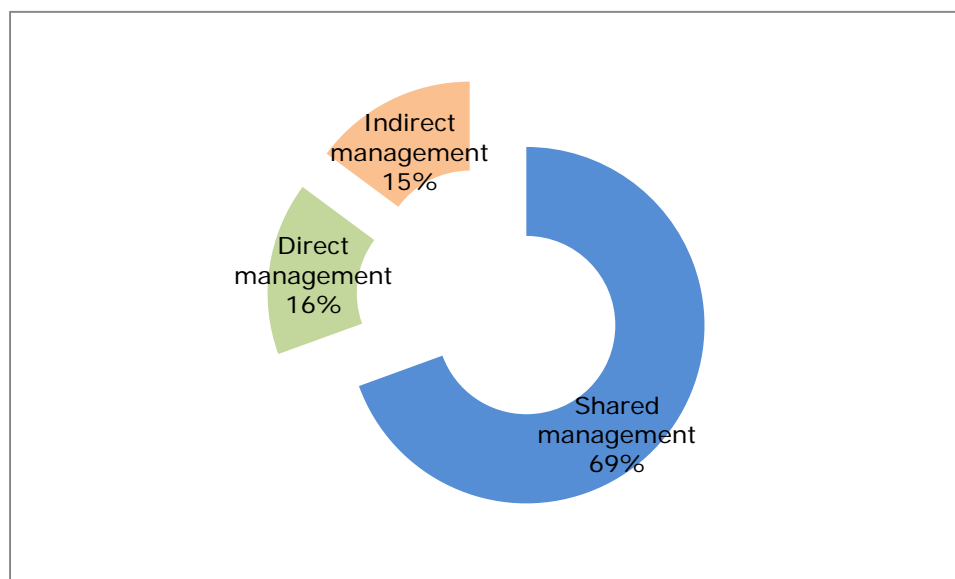 Indirect
management
15%
Direct
management
16%
Shared
management
69%